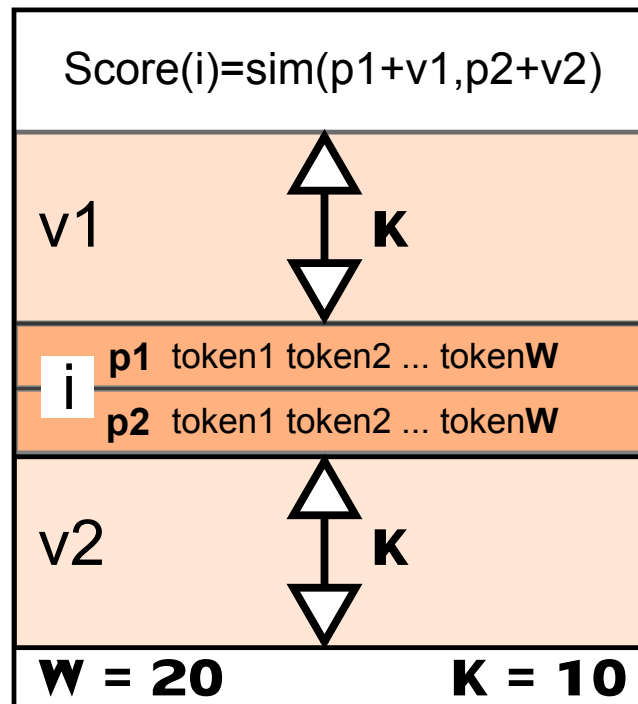 Score(i)=sim(p1+v1,p2+v2)
v1 K
p1 token1 token2 ... tokenW
i
p2 token1 token2 ... tokenW
v2 K
W = 20 K = 10